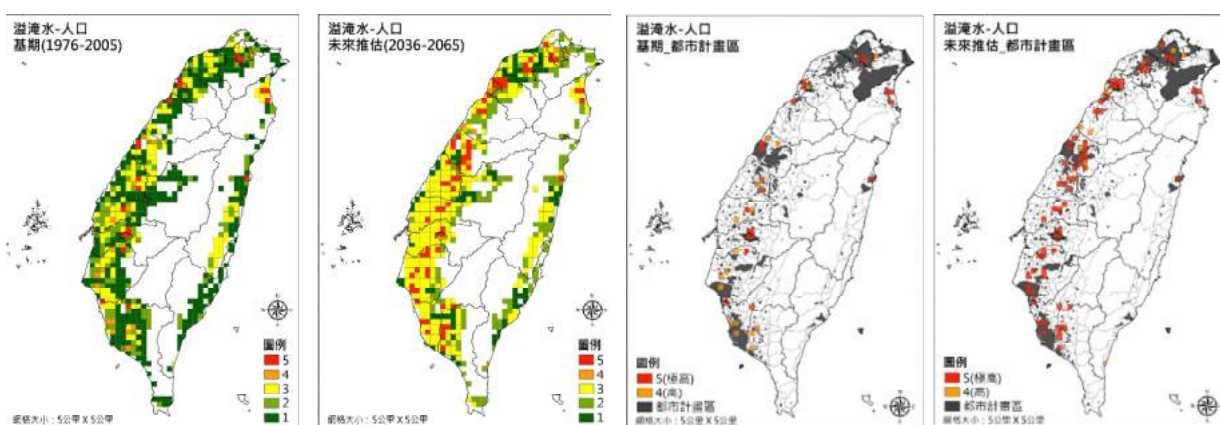 溢淹水-人口
基期(1976-2005)
圖例
5
4
3
2
1
網格大小：5公里 X 5公里
溢淹水-人口
未來推估(2036-2065)
圖例
5
4
3
2
1
網格大小：5公里 X 5公里
溢淹水-人口
基期_都市計畫區
圖例
5(極高)
4(高)
都市計畫區
網格大小：5公里 X 5公里
溢淹水-人口
未來推估_都市計畫區
圖例
5(極高)
4(高)
都市計畫區
網格大小：5公里 X 5公里